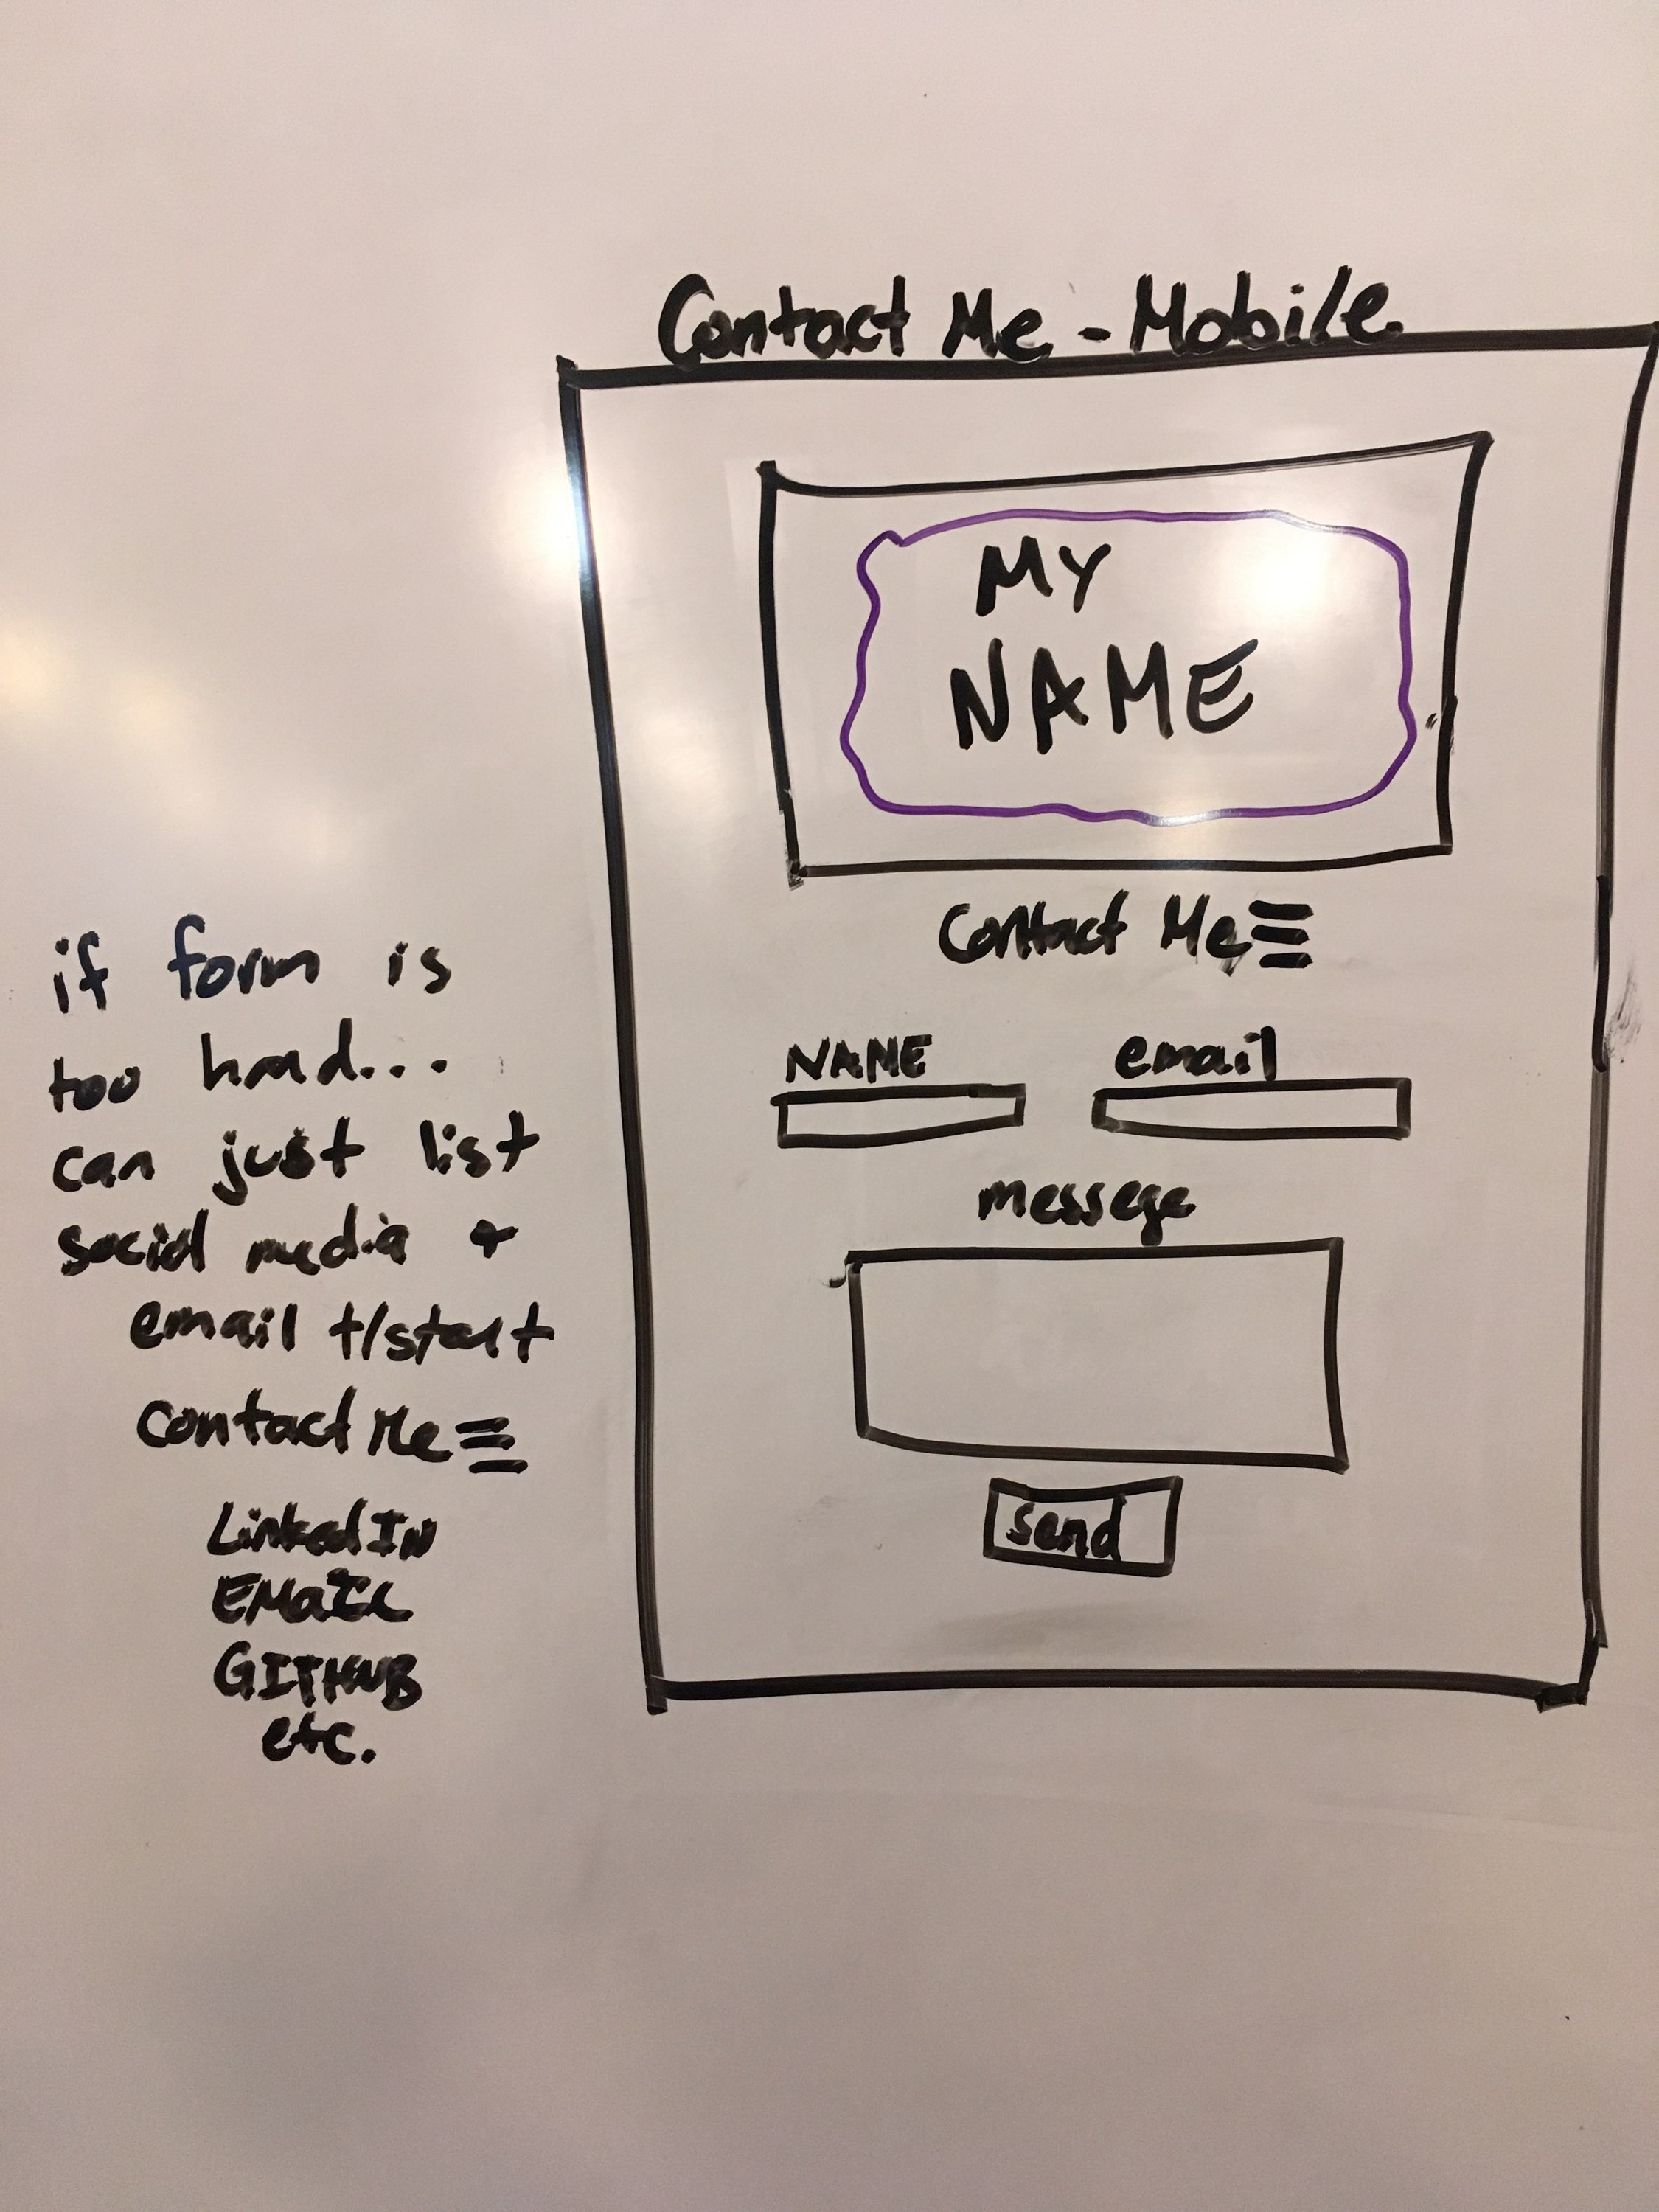 Contact Me - Mobile
MY
NAME
Contact Me
NAME
email
messege
send
if form is
too hard...
can just list
social media +
email t/start
Contact Me
LinkedIN
EMaIL
GITHUB
etc.